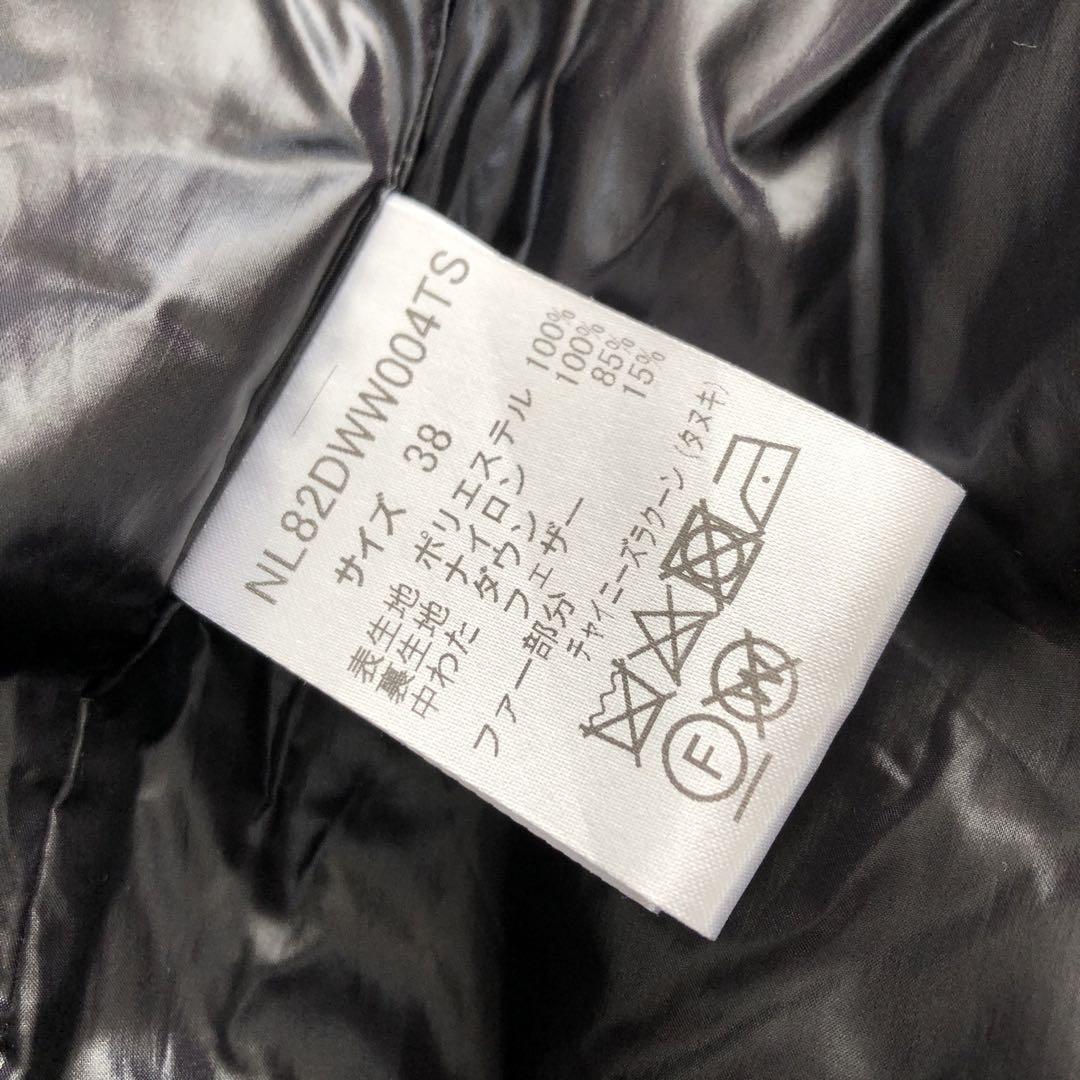 NL82DWW004TS
サイズ 38
表生地 ポリエステル 100%
裏生地 ナイロン 100%
中わた ダウン 85%
フェザー 15%
ファー部分
チャイニーズラクーン (タヌキ)
F W